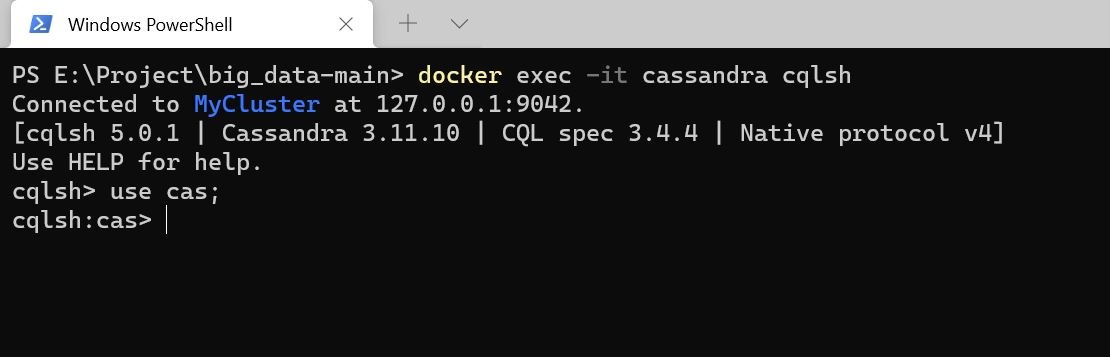 Windows PowerShell
PS E:\Project\big_data-main> docker exec -it cassandra cqlsh
Connected to MyCluster at 127.0.0.1:9042.
[cqlsh 5.0.1 | Cassandra 3.11.10 | CQL spec 3.4.4 | Native protocol v4]
Use HELP for help.
cqlsh> use cas;
cqlsh:cas>